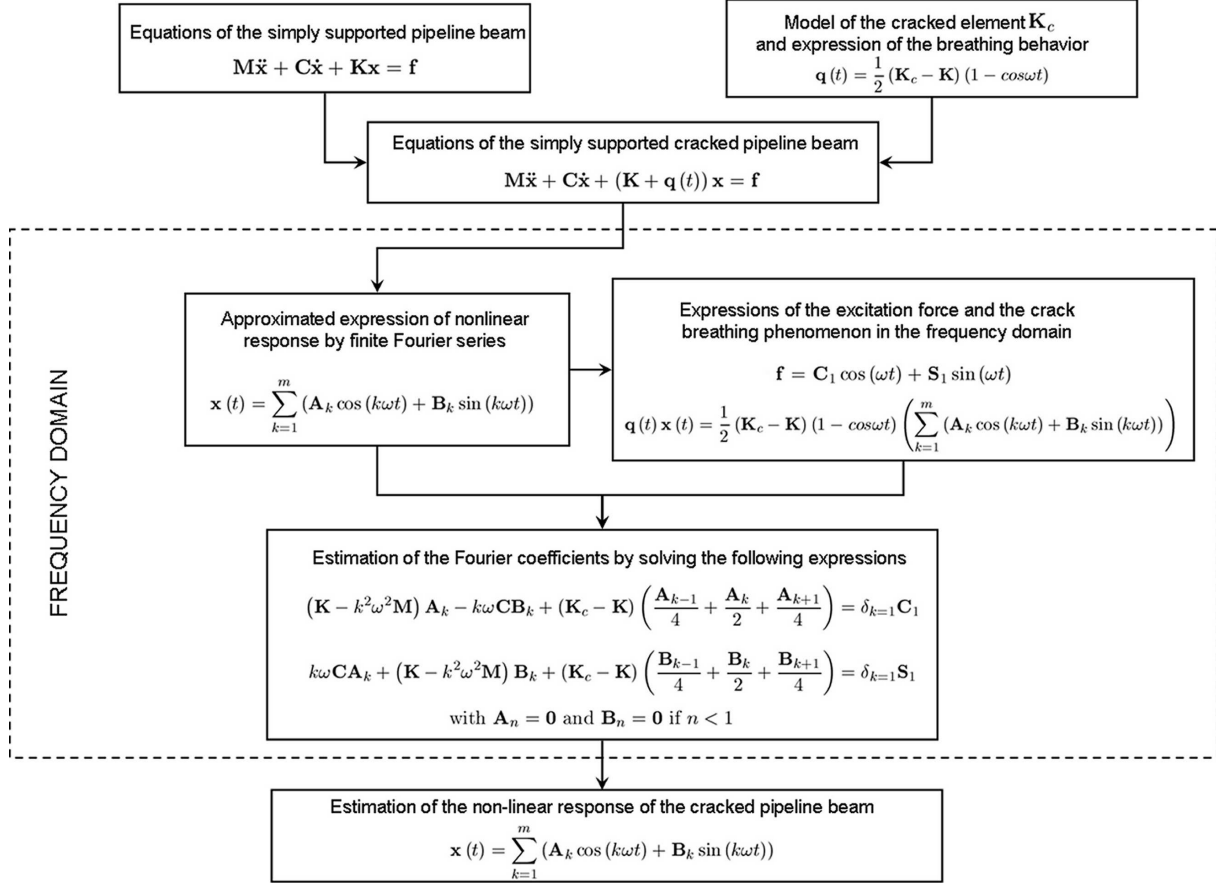 Equations of the simply supported pipeline beam
Mẍ + Cẋ + Kx = f
Model of the cracked element K_c
and expression of the breathing behavior
q (t) = 1/2 (K_c − K) (1 − cosωt)
Equations of the simply supported cracked pipeline beam
Mẍ + Cẋ + (K + q (t)) x = f
FREQUENCY DOMAIN
Approximated expression of nonlinear
response by finite Fourier series
x (t) = ∑_{k=1}^{m} (A_k cos (kωt) + B_k sin (kωt))
Expressions of the excitation force and the crack
breathing phenomenon in the frequency domain
f = C_1 cos (ωt) + S_1 sin (ωt)
q (t) x (t) = 1/2 (K_c − K) (1 − cosωt) (∑_{k=1}^{m} (A_k cos (kωt) + B_k sin (kωt)))
Estimation of the Fourier coefficients by solving the following expressions
(K − k²ω²M) A_k − kωCB_k + (K_c − K) (A_{k−1}/4 + A_k/2 + A_{k+1}/4) = δ_{k=1}C_1
kωCA_k + (K − k²ω²M) B_k + (K_c − K) (B_{k−1}/4 + B_k/2 + B_{k+1}/4) = δ_{k=1}S_1
with A_n = 0 and B_n = 0 if n < 1
Estimation of the non-linear response of the cracked pipeline beam
x (t) = ∑_{k=1}^{m} (A_k cos (kωt) + B_k sin (kωt))